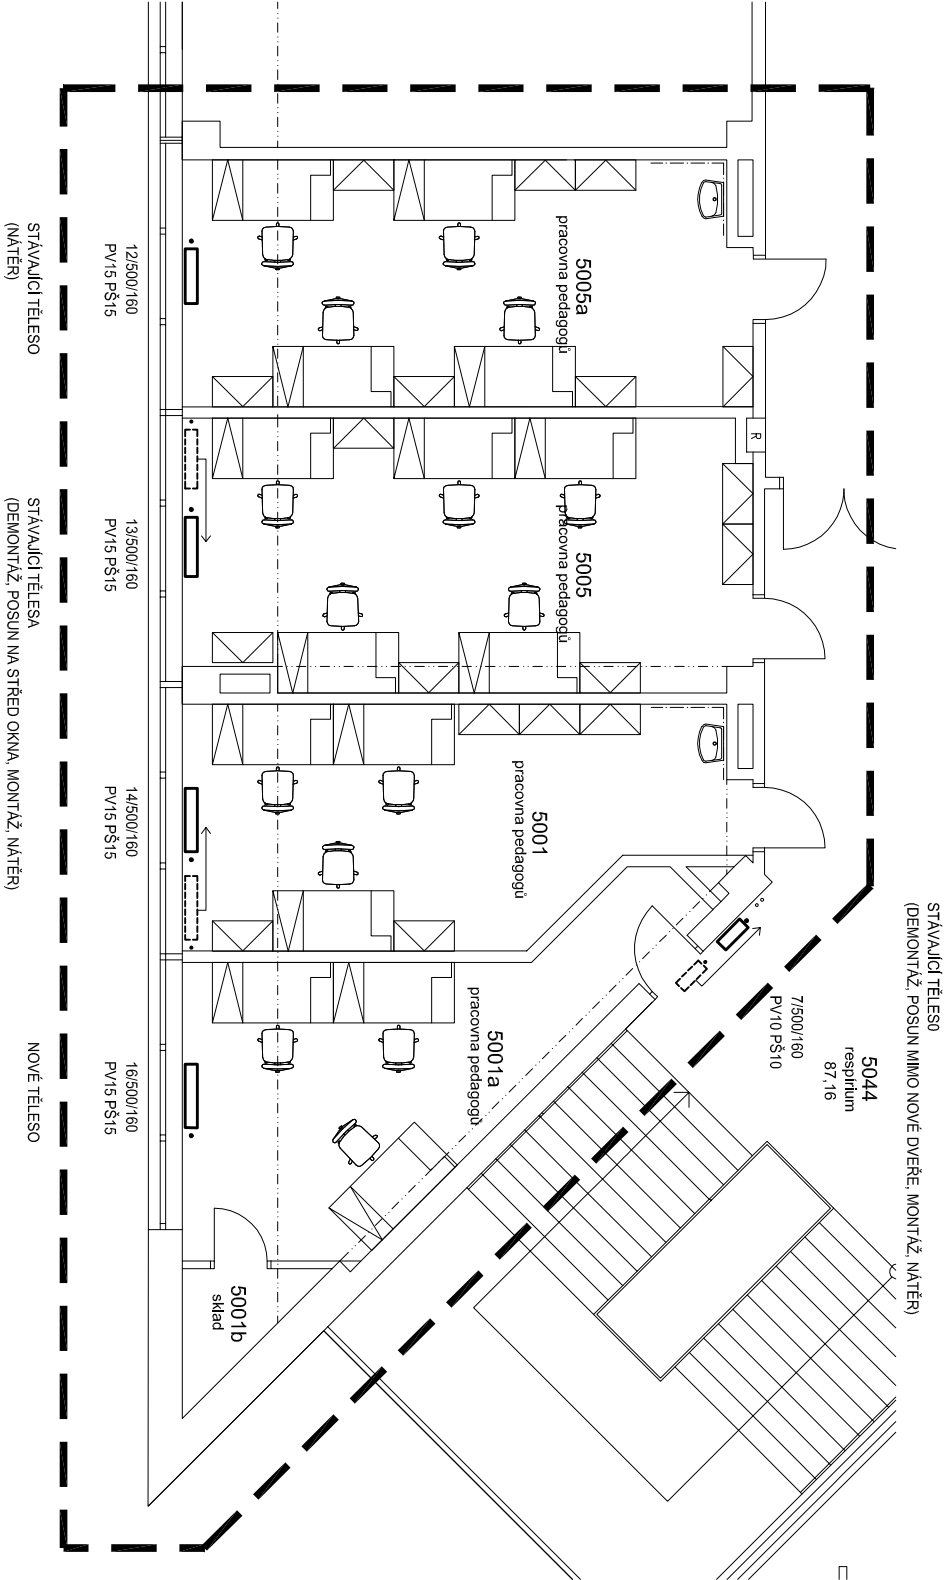 STÁVAJÍCÍ TĚLESO
(DEMONTÁŽ, POSUN MIMO NOVÉ DVEŘE, MONTÁŽ, NÁTĚR)
5044
respirium
87,16
7/500/160
PV10 PŠ10
5005a
pracovna pedagogů
R
5005
pracovna pedagogů
5001
pracovna pedagogů
5001a
pracovna pedagogů
5001b
sklad
12/500/160
PV15 PŠ15
13/500/160
PV15 PŠ15
14/500/160
PV15 PŠ15
16/500/160
PV15 PŠ15
STÁVAJÍCÍ TĚLESO
(NÁTĚR)
STÁVAJÍCÍ TĚLESA
(DEMONTÁŽ, POSUN NA STŘED OKNA, MONTÁŽ, NÁTĚR)
NOVÉ TĚLESO